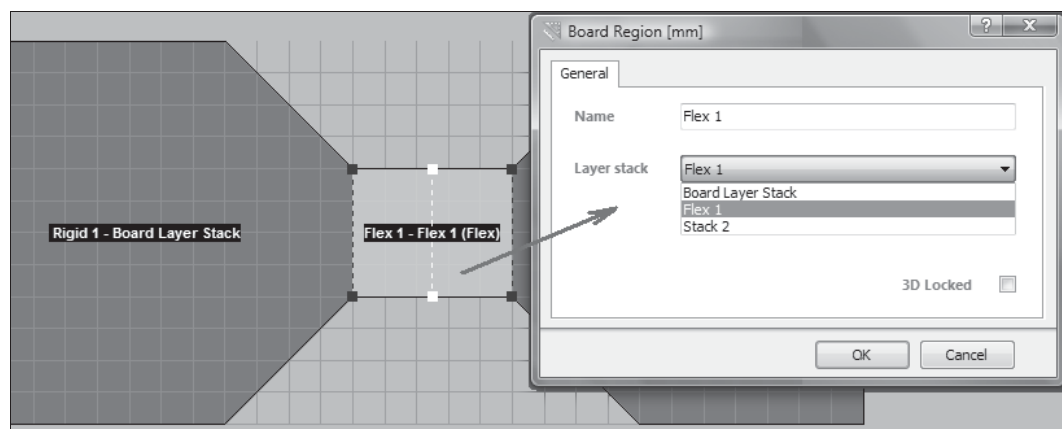 Board Region [mm]
General
Name
Flex 1
Layer stack
Flex 1
Board Layer Stack
Flex 1
Stack 2
3D Locked
OK
Cancel
Rigid 1 - Board Layer Stack
Flex 1 - Flex 1 (Flex)